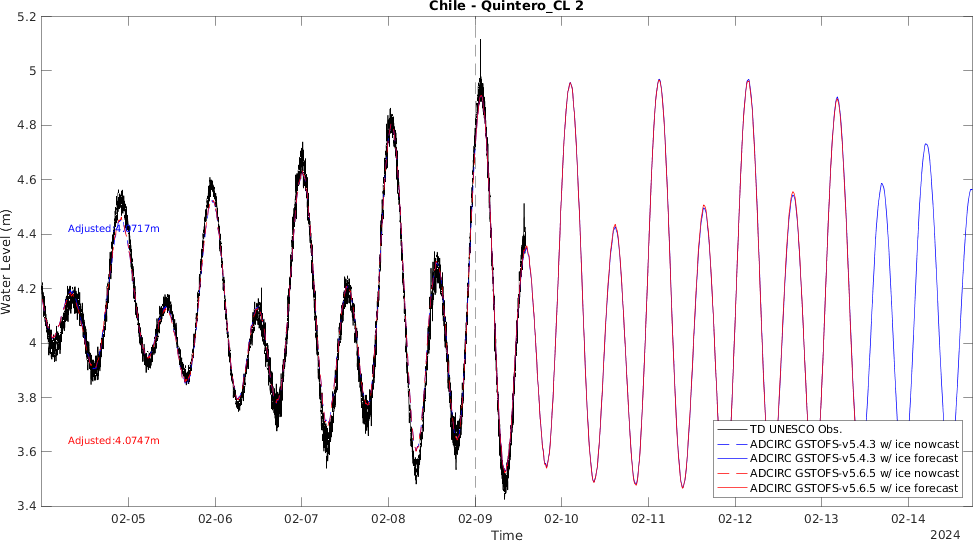 Chile - Quintero_CL 2
5.2
5
4.8
4.6
4.4
4.2
4
3.8
3.6
3.4
Water Level (m)
Adjusted:4.0717m
Adjusted:4.0747m
TD UNESCO Obs.
ADCIRC GSTOFS-v5.4.3 w/ ice nowcast
ADCIRC GSTOFS-v5.4.3 w/ ice forecast
ADCIRC GSTOFS-v5.6.5 w/ ice nowcast
ADCIRC GSTOFS-v5.6.5 w/ ice forecast
02-05 02-06 02-07 02-08 02-09 02-10 02-11 02-12 02-13 02-14
Time
2024